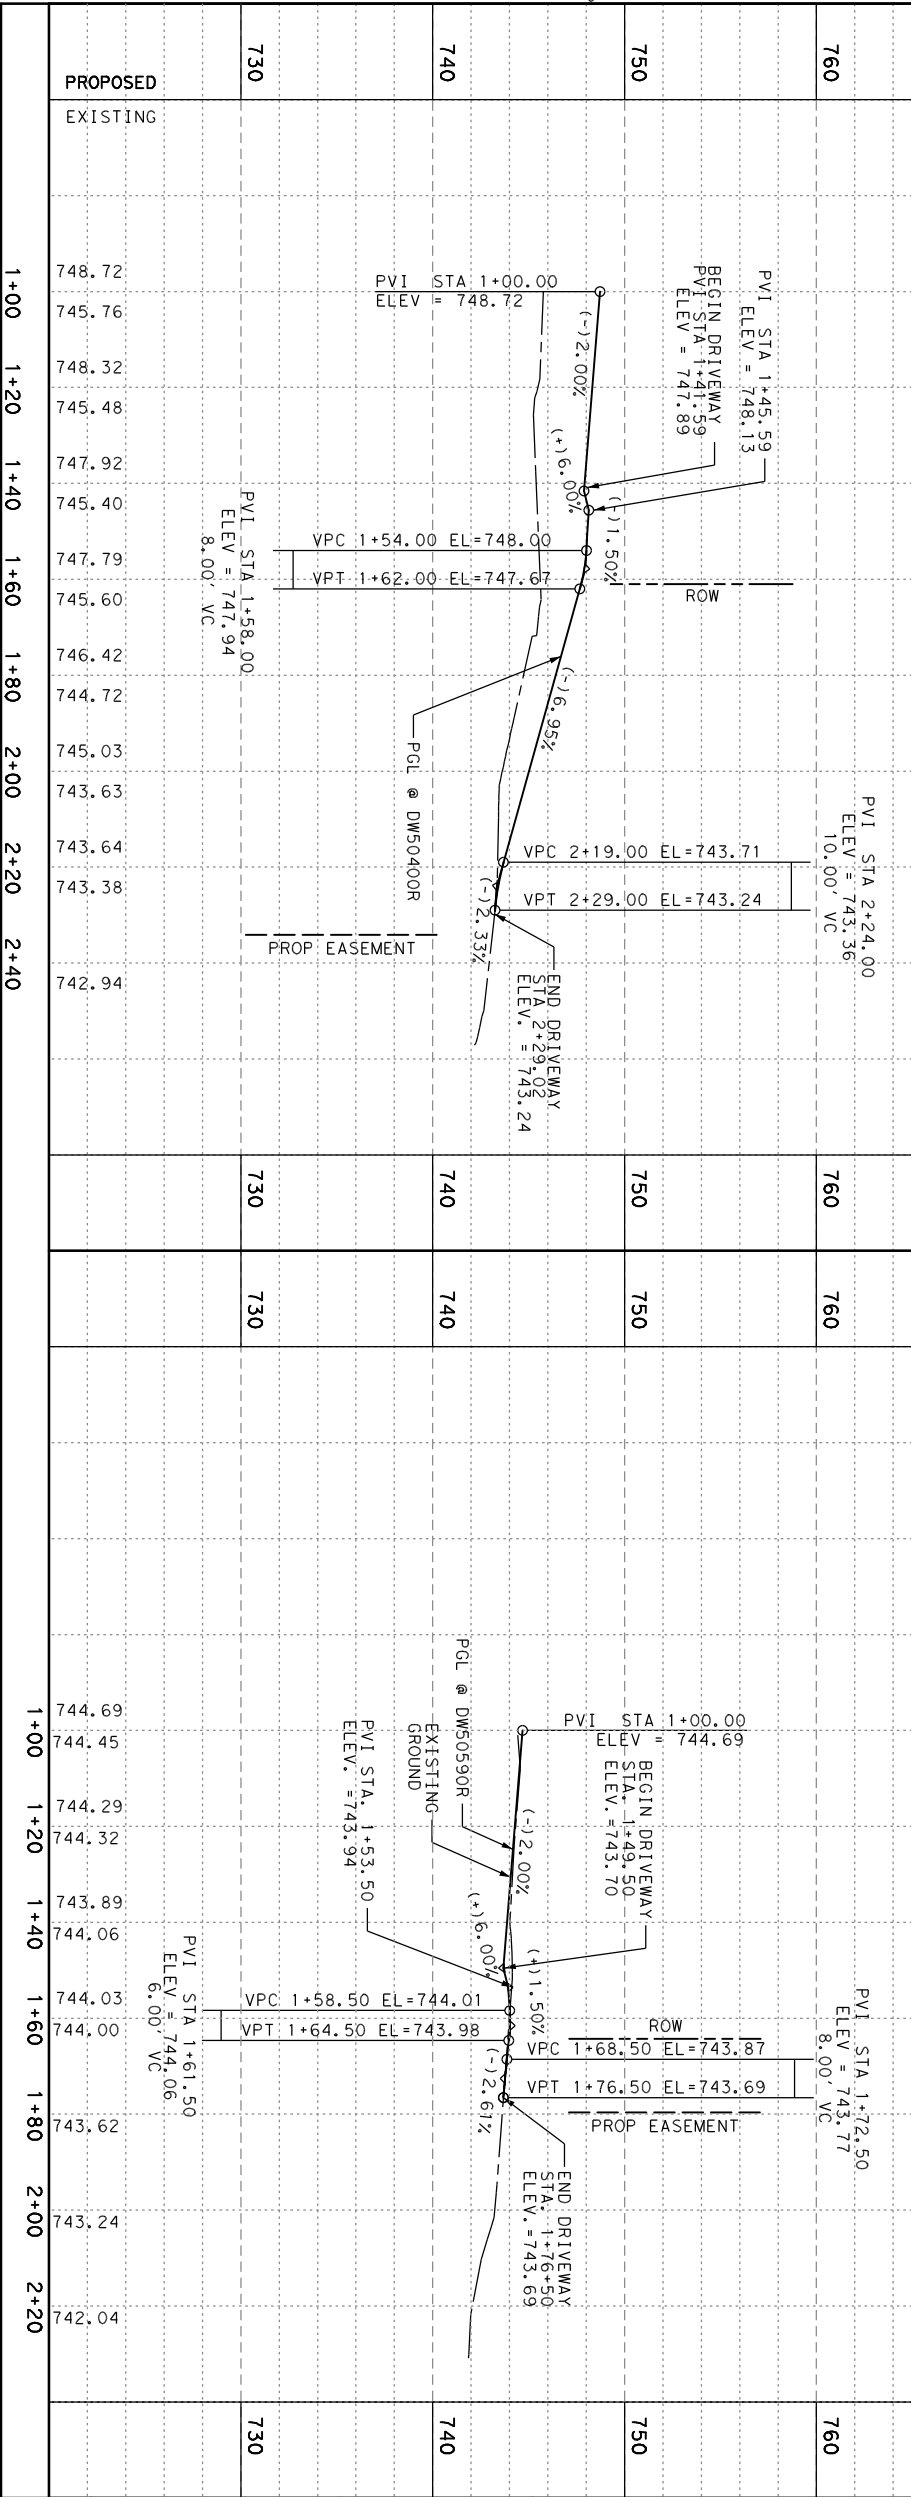 760
750
740
730
PROPOSED
EXISTING
PVI STA 1+00.00
ELEV = 748.72
(-)2.00%
BEGIN DRIVEWAY
PVI STA 1+41.59
ELEV = 747.89
PVI STA 1+45.59
ELEV = 748.13
(+)6.00%
(-)1.50%
VPC 1+54.00 EL=748.00
VPT 1+62.00 EL=747.67
PVI STA 1+58.00
ELEV = 747.94
8.00' VC
ROW
(-)6.95%
PGL @ DW50400R
PVI STA 2+24.00
ELEV = 743.36
10.00' VC
VPC 2+19.00 EL=743.71
VPT 2+29.00 EL=743.24
(-)2.33%
PROP EASEMENT
END DRIVEWAY
STA 2+29.02
ELEV. = 743.24
748.72
745.76
748.32
745.48
747.92
745.40
747.79
745.60
746.42
744.72
745.03
743.63
743.64
743.38
742.94
1+00
1+20
1+40
1+60
1+80
2+00
2+20
2+40
760
750
740
730
760
750
740
730
PVI STA 1+00.00
ELEV = 744.69
BEGIN DRIVEWAY
STA. 1+49.50
ELEV. =743.70
(-)2.00%
PGL @ DW50590R
EXISTING
GROUND
PVI STA. 1+53.50
ELEV. =743.94
(+)6.00%
(+)1.50%
VPC 1+58.50 EL=744.01
VPT 1+64.50 EL=743.98
PVI STA 1+61.50
ELEV = 744.06
6.00' VC
ROW
VPC 1+68.50 EL=743.87
VPT 1+76.50 EL=743.69
PVI STA 1+72.50
ELEV = 743.77
8.00' VC
(-)2.61%
PROP EASEMENT
END DRIVEWAY
STA. 1+76+50
ELEV. =743.69
744.69
744.45
744.29
744.32
743.89
744.06
744.03
744.00
743.62
743.24
742.04
1+00
1+20
1+40
1+60
1+80
2+00
2+20
760
750
740
730